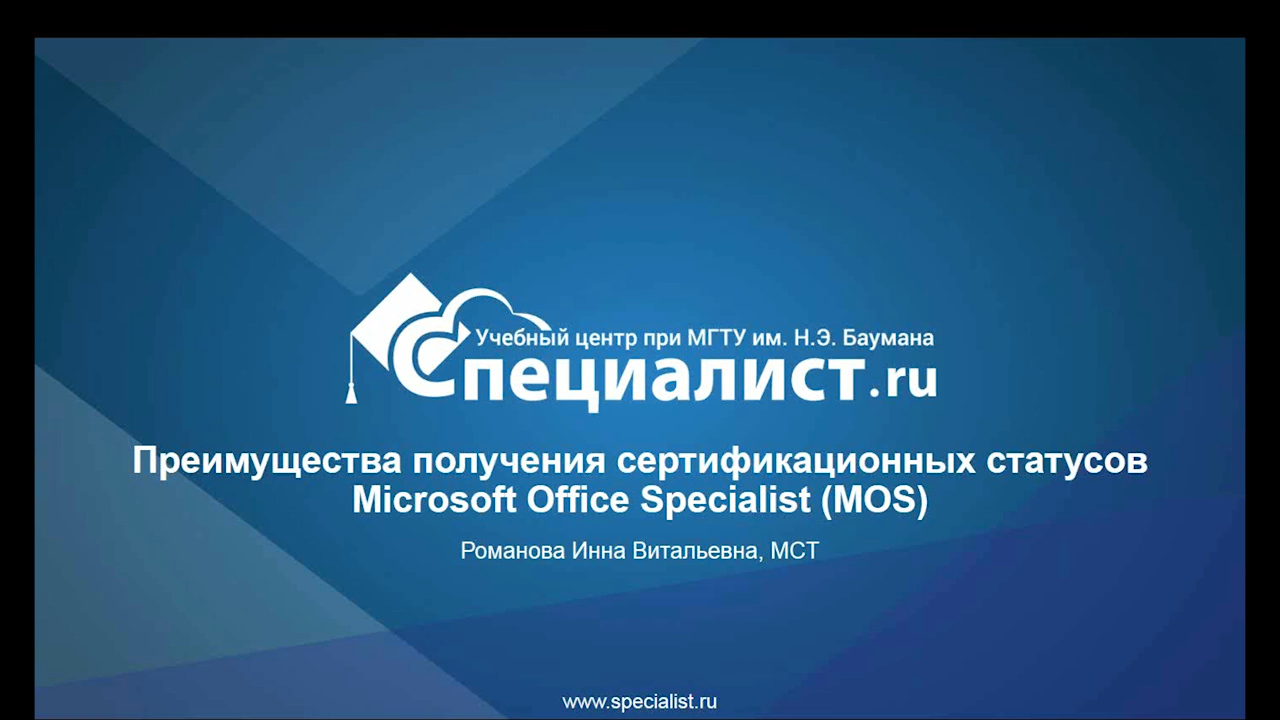 Учебный центр при МГТУ им. Н.Э. Баумана
Специалист.ru
Преимущества получения сертификационных статусов
Microsoft Office Specialist (MOS)
Романова Инна Витальевна, МСТ
www.specialist.ru